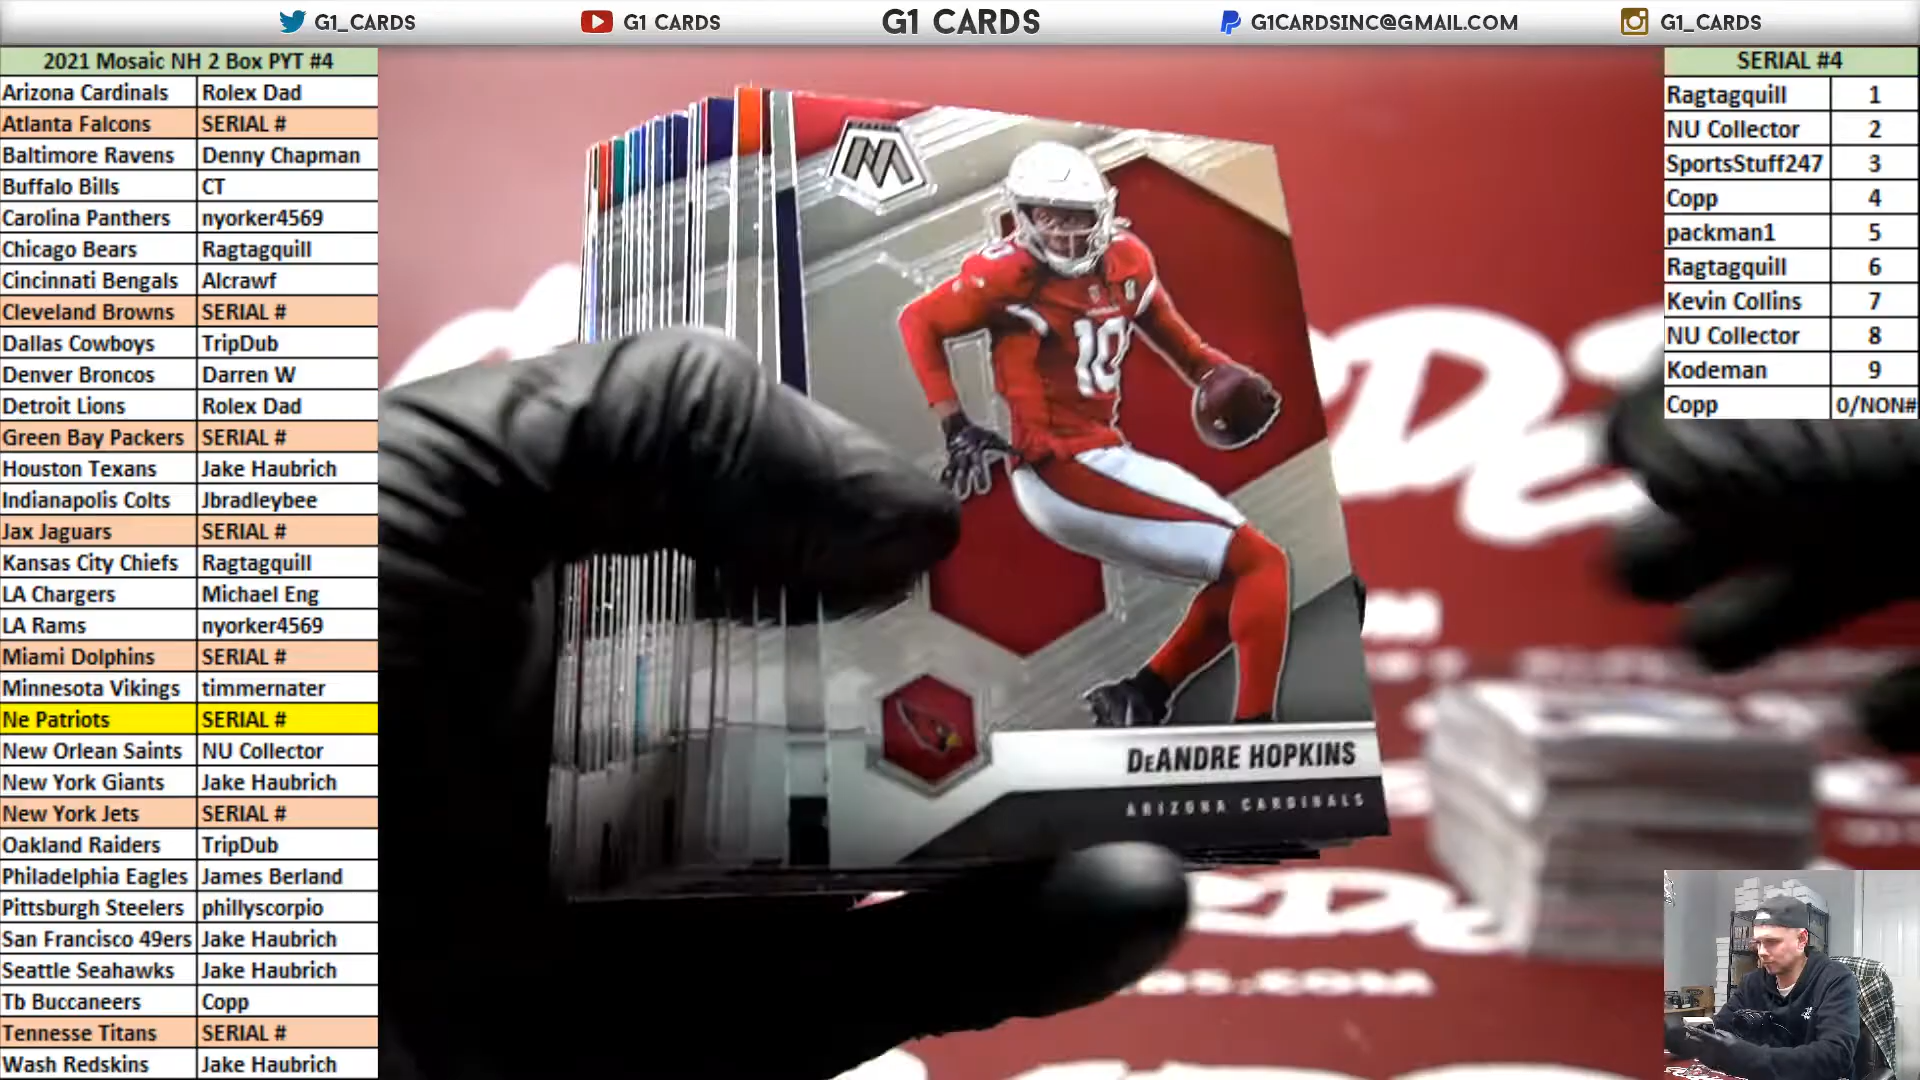 G1_CARDS
G1 CARDS
G1 CARDS
G1CARDSINC@GMAIL.COM
G1_CARDS
2021 Mosaic NH 2 Box PYT #4
Arizona Cardinals Rolex Dad
Atlanta Falcons SERIAL #
Baltimore Ravens Denny Chapman
Buffalo Bills CT
Carolina Panthers nyorker4569
Chicago Bears Ragtagquill
Cincinnati Bengals Alcrawf
Cleveland Browns SERIAL #
Dallas Cowboys TripDub
Denver Broncos Darren W
Detroit Lions Rolex Dad
Green Bay Packers SERIAL #
Houston Texans Jake Haubrich
Indianapolis Colts Jbradleybee
Jax Jaguars SERIAL #
Kansas City Chiefs Ragtagquill
LA Chargers Michael Eng
LA Rams nyorker4569
Miami Dolphins SERIAL #
Minnesota Vikings timmernater
Ne Patriots SERIAL #
New Orlean Saints NU Collector
New York Giants Jake Haubrich
New York Jets SERIAL #
Oakland Raiders TripDub
Philadelphia Eagles James Berland
Pittsburgh Steelers phillyscorpio
San Francisco 49ers Jake Haubrich
Seattle Seahawks Jake Haubrich
Tb Buccaneers Copp
Tennesse Titans SERIAL #
Wash Redskins Jake Haubrich
M
10
10
DEANDRE HOPKINS
ARIZONA CARDINALS
SERIAL #4
Ragtagquill 1
NU Collector 2
SportsStuff247 3
Copp 4
packman1 5
Ragtagquill 6
Kevin Collins 7
NU Collector 8
Kodeman 9
Copp 0/NON#